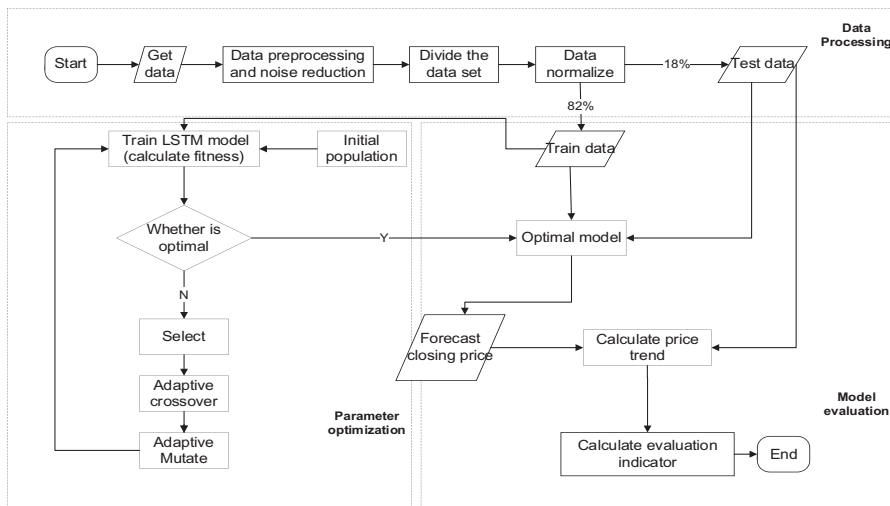 Data
Processing
Start
Get
data
Data preprocessing
and noise reduction
Divide the
data set
Data
normalize
18%
Test data
82%
Train LSTM model
(calculate fitness)
Initial
population
Train data
Whether is
optimal
Y
Optimal model
N
Select
Forecast
closing price
Calculate price
trend
Adaptive
crossover
Parameter
optimization
Model
evaluation
Adaptive
Mutate
Calculate evaluation
indicator
End